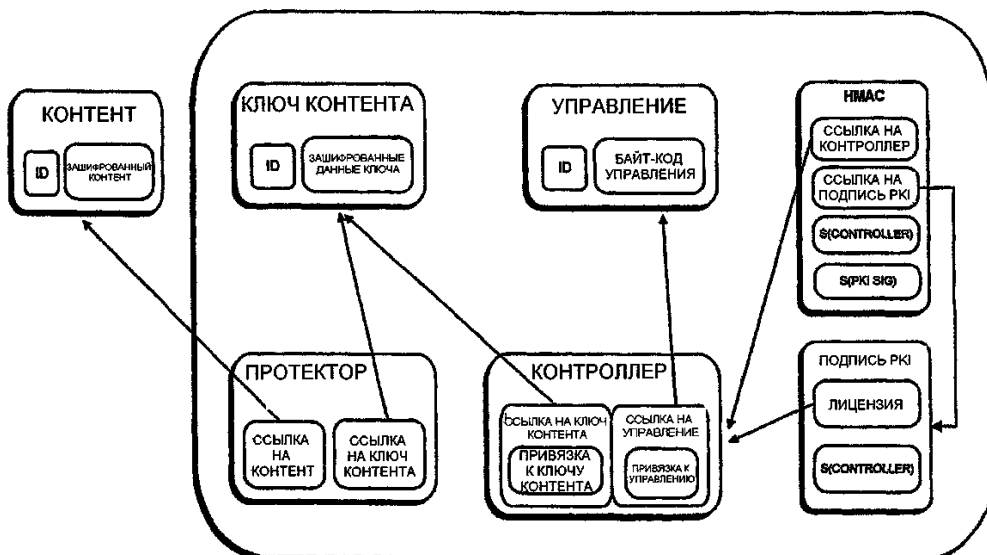 КОНТЕНТ
ID
ЗАШИФРОВАННЫЙ
КОНТЕНТ
КЛЮЧ КОНТЕНТА
ID
ЗАШИФРОВАННЫЕ
ДАННЫЕ КЛЮЧА
УПРАВЛЕНИЕ
ID
БАЙТ-КОД
УПРАВЛЕНИЯ
HMAC
ССЫЛКА НА
КОНТРОЛЛЕР
ССЫЛКА НА
ПОДПИСЬ PKI
S(CONTROLLER)
S(PKI SIG)
ПРОТЕКТОР
ССЫЛКА
НА
КОНТЕНТ
ССЫЛКА
НА КЛЮЧ
КОНТЕНТА
КОНТРОЛЛЕР
ССЫЛКА НА КЛЮЧ
КОНТЕНТА
ПРИВЯЗКА
К КЛЮЧУ
КОНТЕНТА
ССЫЛКА НА
УПРАВЛЕНИЕ
ПРИВЯЗКА К
УПРАВЛЕНИЮ
ПОДПИСЬ PKI
ЛИЦЕНЗИЯ
S(CONTROLLER)